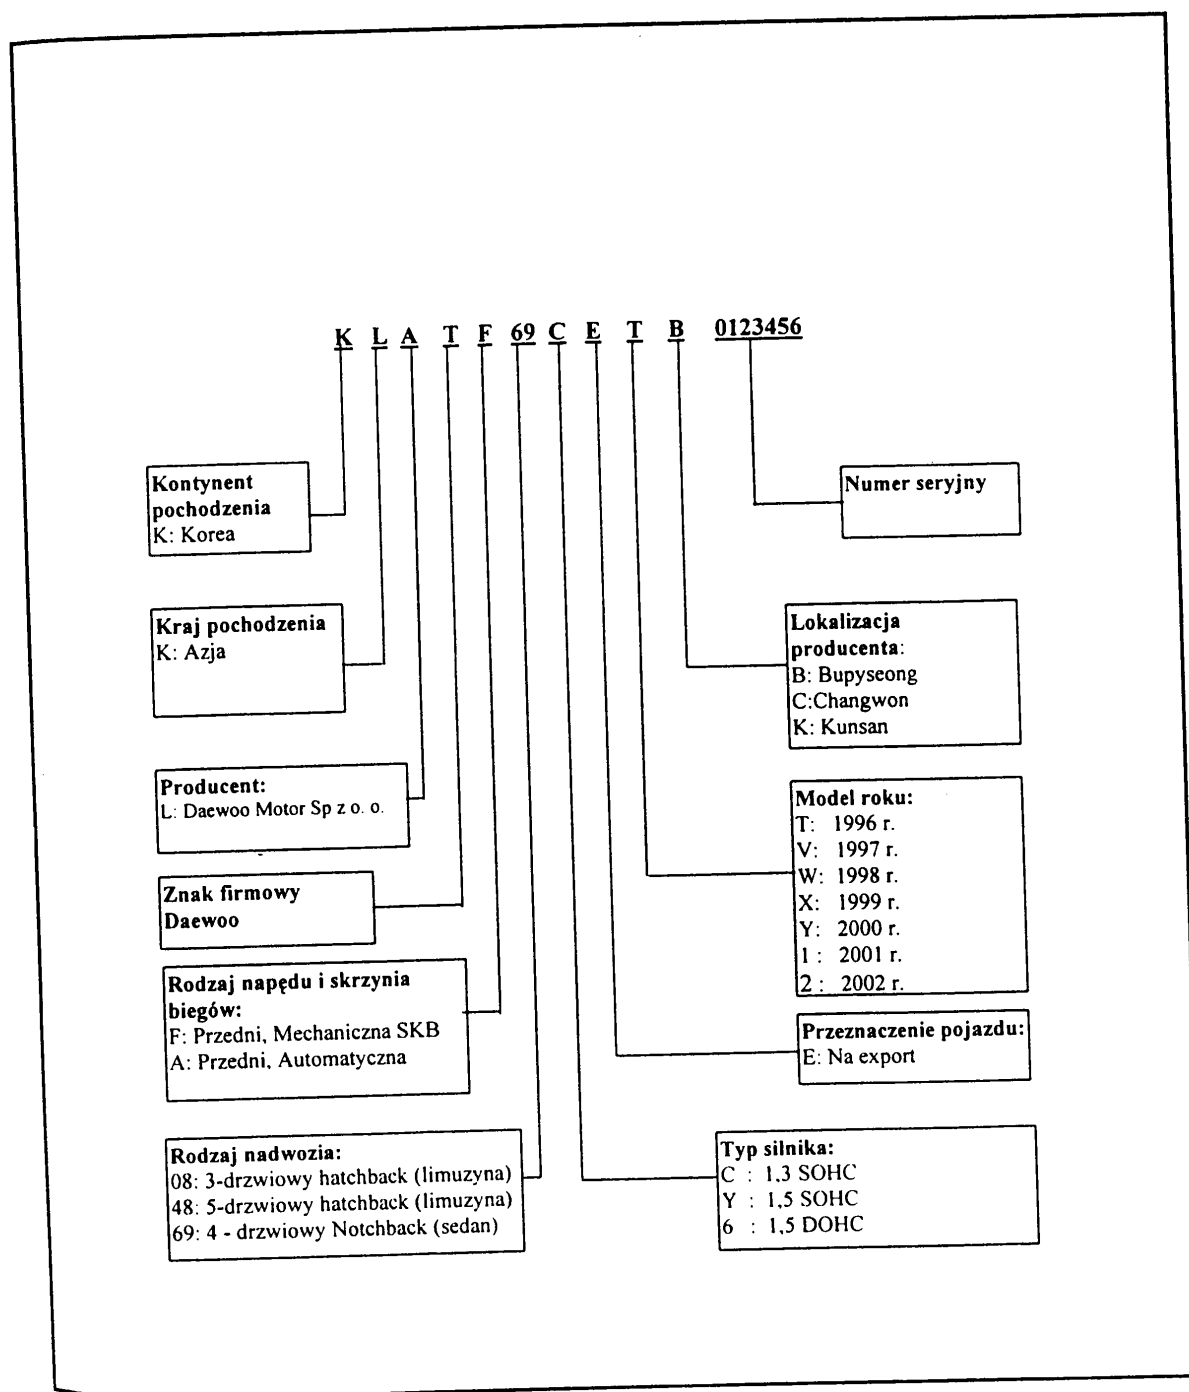 K L A T F 69 C E T B 0123456
Kontynent
pochodzenia
K: Korea
Kraj pochodzenia
K: Azja
Producent:
L: Daewoo Motor Sp z o. o.
Znak firmowy
Daewoo
Rodzaj napędu i skrzynia
biegów:
F: Przedni, Mechaniczna SKB
A: Przedni, Automatyczna
Rodzaj nadwozia:
08: 3-drzwiowy hatchback (limuzyna)
48: 5-drzwiowy hatchback (limuzyna)
69: 4 - drzwiowy Notchback (sedan)
Numer seryjny
Lokalizacja
producenta:
B: Bupyseong
C:Changwon
K: Kunsan
Model roku:
T: 1996 r.
V: 1997 r.
W: 1998 r.
X: 1999 r.
Y: 2000 r.
1 : 2001 r.
2 : 2002 r.
Przeznaczenie pojazdu:
E: Na export
Typ silnika:
C : 1,3 SOHC
Y : 1,5 SOHC
6 : 1,5 DOHC